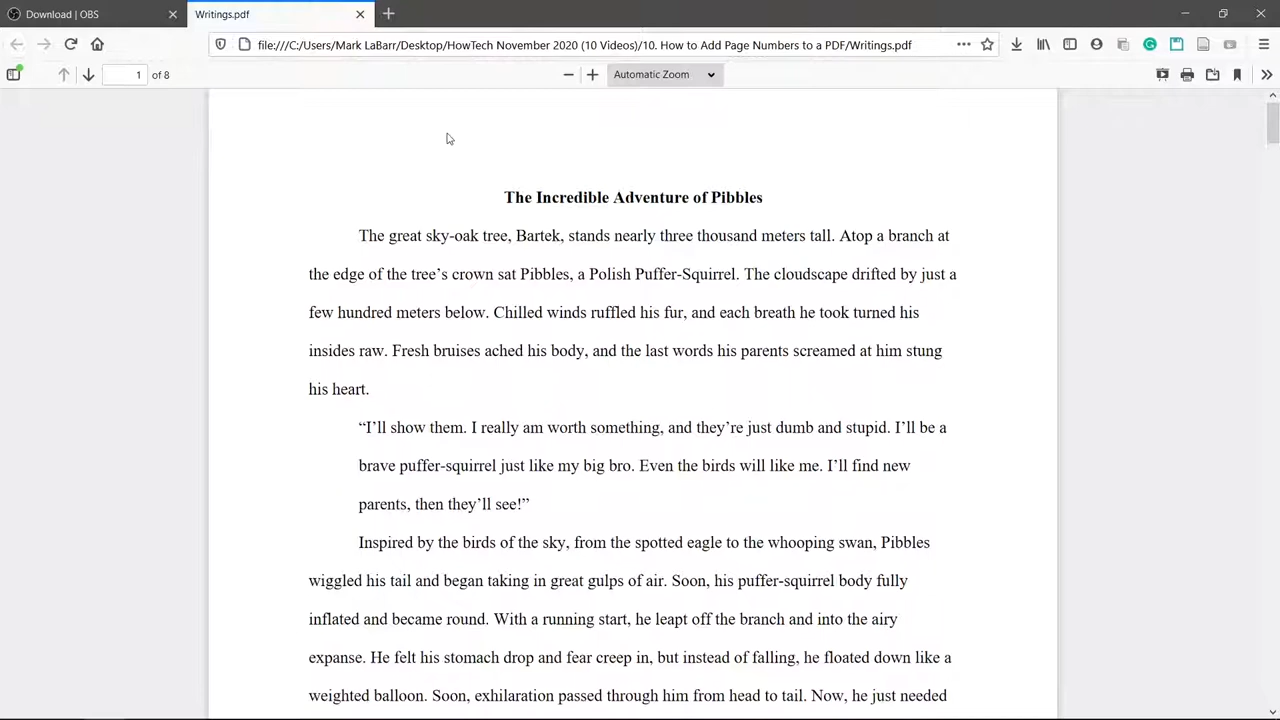 Download | OBS
Writings.pdf
file:///C:/Users/Mark LaBarr/Desktop/HowTech November 2020 (10 Videos)/10. How to Add Page Numbers to a PDF/Writings.pdf
1 of 8
Automatic Zoom
The Incredible Adventure of Pibbles
The great sky-oak tree, Bartek, stands nearly three thousand meters tall. Atop a branch at
the edge of the tree’s crown sat Pibbles, a Polish Puffer-Squirrel. The cloudscape drifted by just a
few hundred meters below. Chilled winds ruffled his fur, and each breath he took turned his
insides raw. Fresh bruises ached his body, and the last words his parents screamed at him stung
his heart.
“I’ll show them. I really am worth something, and they’re just dumb and stupid. I’ll be a
brave puffer-squirrel just like my big bro. Even the birds will like me. I’ll find new
parents, then they’ll see!”
Inspired by the birds of the sky, from the spotted eagle to the whooping swan, Pibbles
wiggled his tail and began taking in great gulps of air. Soon, his puffer-squirrel body fully
inflated and became round. With a running start, he leapt off the branch and into the airy
expanse. He felt his stomach drop and fear creep in, but instead of falling, he floated down like a
weighted balloon. Soon, exhilaration passed through him from head to tail. Now, he just needed